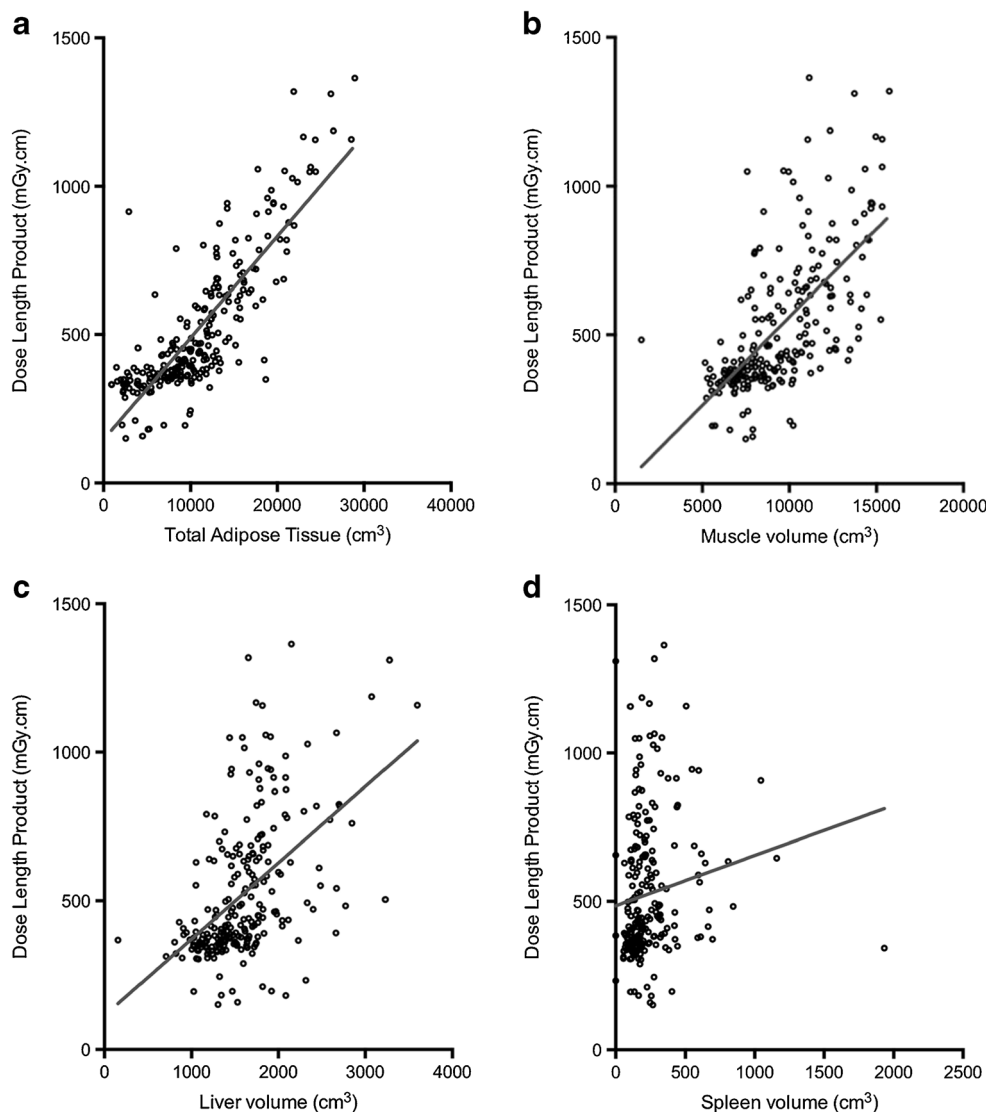 a
1500
1000
500
0
Dose Length Product (mGy.cm)
0 10000 20000 30000 40000
Total Adipose Tissue (cm³)
b
1500
1000
500
0
Dose Length Product (mGy.cm)
0 5000 10000 15000 20000
Muscle volume (cm³)
c
1500
1000
500
0
Dose Length Product (mGy.cm)
0 1000 2000 3000 4000
Liver volume (cm³)
d
1500
1000
500
0
Dose Length Product (mGy.cm)
0 500 1000 1500 2000 2500
Spleen volume (cm³)